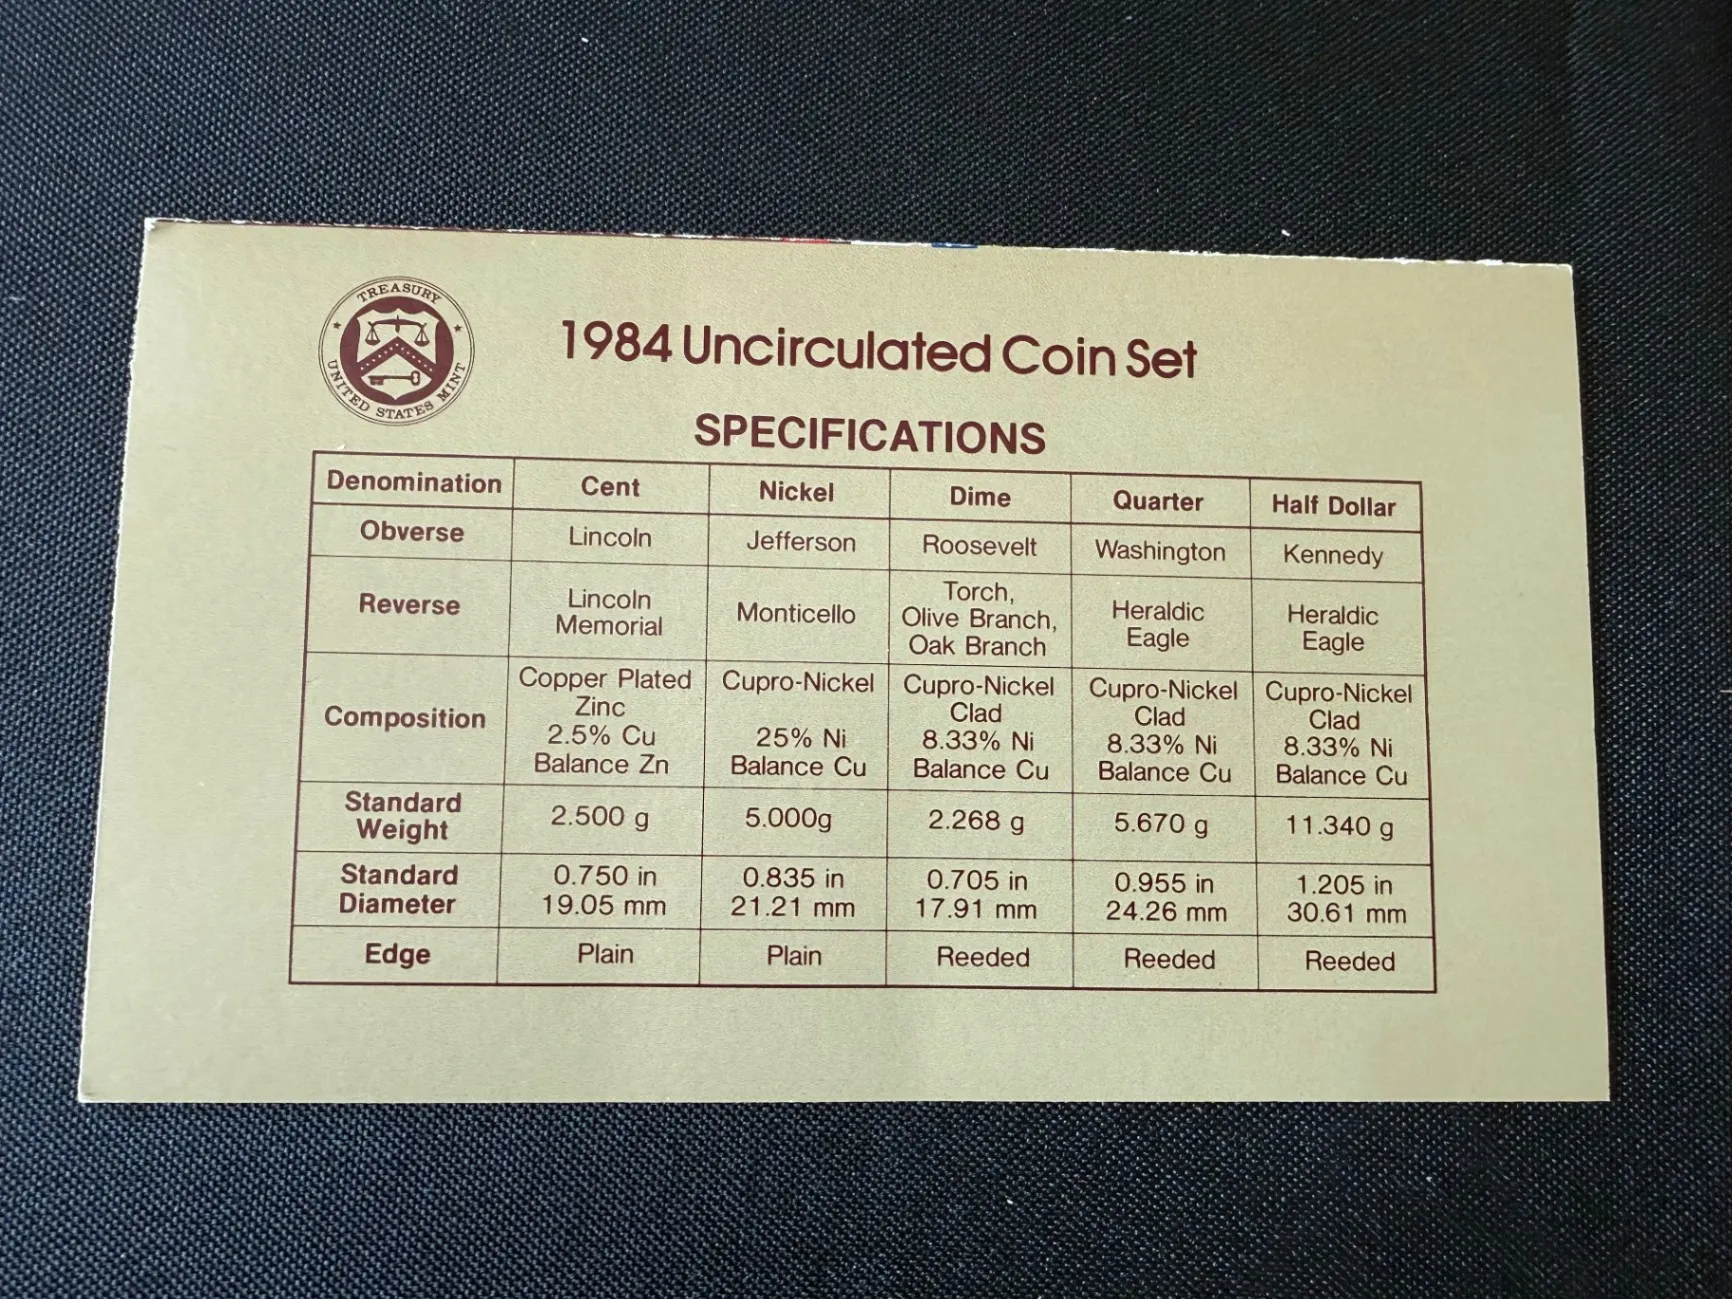 TREASURY
UNITED STATES MINT
1984 Uncirculated Coin Set
SPECIFICATIONS
Denomination Cent Nickel Dime Quarter Half Dollar
Obverse Lincoln Jefferson Roosevelt Washington Kennedy
Reverse Lincoln Memorial Monticello Torch, Olive Branch, Oak Branch Heraldic Eagle Heraldic Eagle
Composition Copper Plated Zinc 2.5% Cu Balance Zn Cupro-Nickel 25% Ni Balance Cu Cupro-Nickel Clad 8.33% Ni Balance Cu Cupro-Nickel Clad 8.33% Ni Balance Cu Cupro-Nickel Clad 8.33% Ni Balance Cu
Standard Weight 2.500 g 5.000g 2.268 g 5.670 g 11.340 g
Standard Diameter 0.750 in 19.05 mm 0.835 in 21.21 mm 0.705 in 17.91 mm 0.955 in 24.26 mm 1.205 in 30.61 mm
Edge Plain Plain Reeded Reeded Reeded